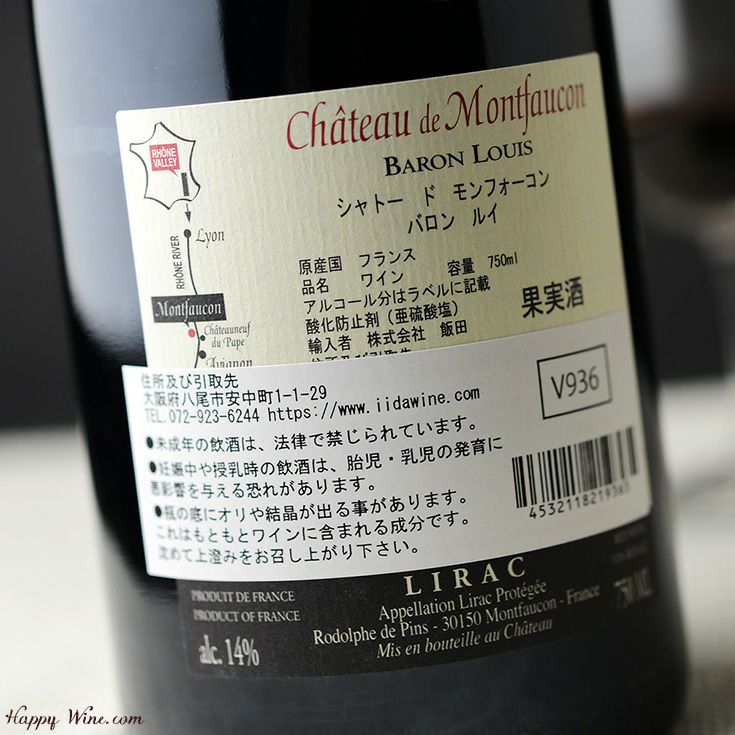 Château de Montfaucon
BARON LOUIS
シャトー ド モンフォーコン
バロン ルイ
RHÔNE
VALLEY
Lyon
RHÔNE RIVER
Montfaucon
Châteauneuf
du Pape
Avignon
原産国 フランス
品名 ワイン 容量 750ml
アルコール分はラベルに記載
酸化防止剤（亜硫酸塩）
輸入者 株式会社 飯田
果実酒
住所及び引取先
大阪府八尾市安中町1-1-29
TEL.072-923-6244 https://www.iidawine.com
V936
●未成年の飲酒は、法律で禁じられています。
●妊娠中や授乳時の飲酒は、胎児・乳児の発育に
悪影響を与える恐れがあります。
●瓶の底にオリや結晶が出る事があります。
これはもともとワインに含まれる成分です。
沈めて上澄みをお召し上がり下さい。
LIRAC
Appellation Lirac Protégée
Rodolphe de Pins - 30150 Montfaucon - France
Mis en bouteille au Château
PRODUIT DE FRANCE
PRODUCT OF FRANCE
alc. 14%
Happy Wine.com